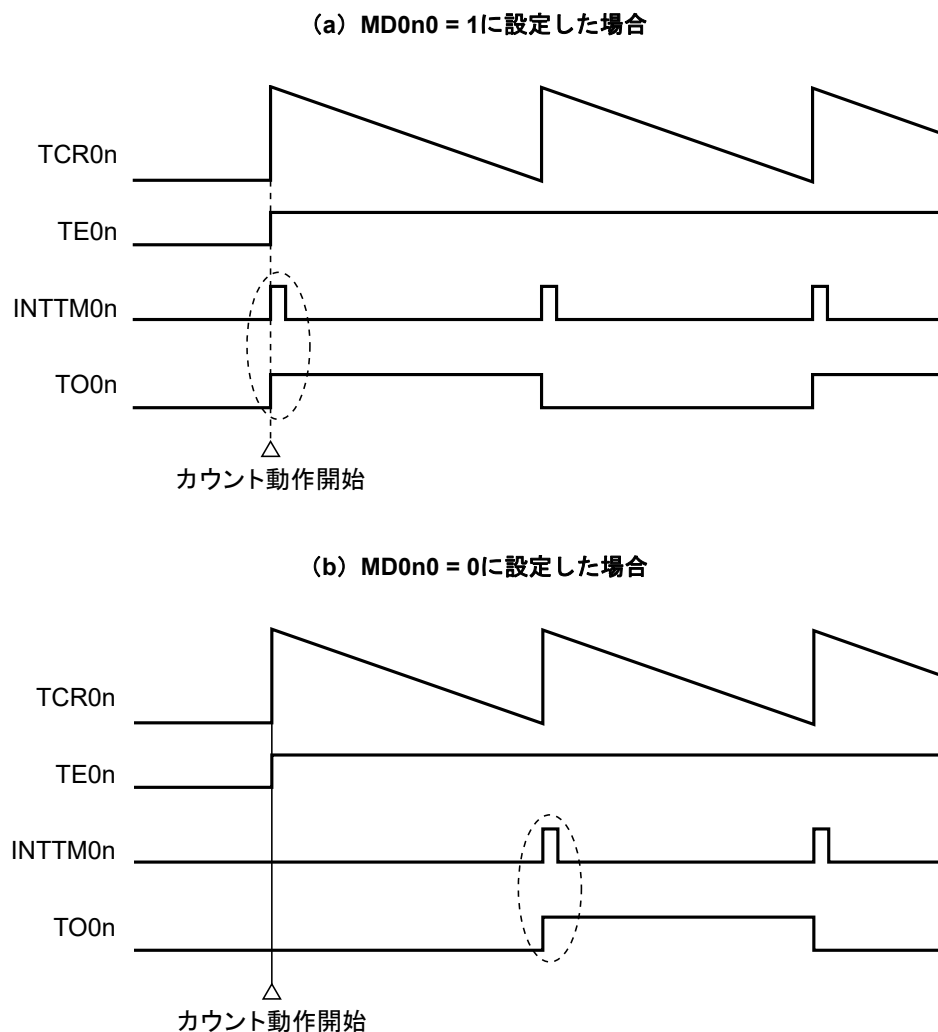 （a）MD0n0 = 1に設定した場合
TCR0n
TE0n
INTTM0n
TO0n
カウント動作開始
（b）MD0n0 = 0に設定した場合
TCR0n
TE0n
INTTM0n
TO0n
カウント動作開始